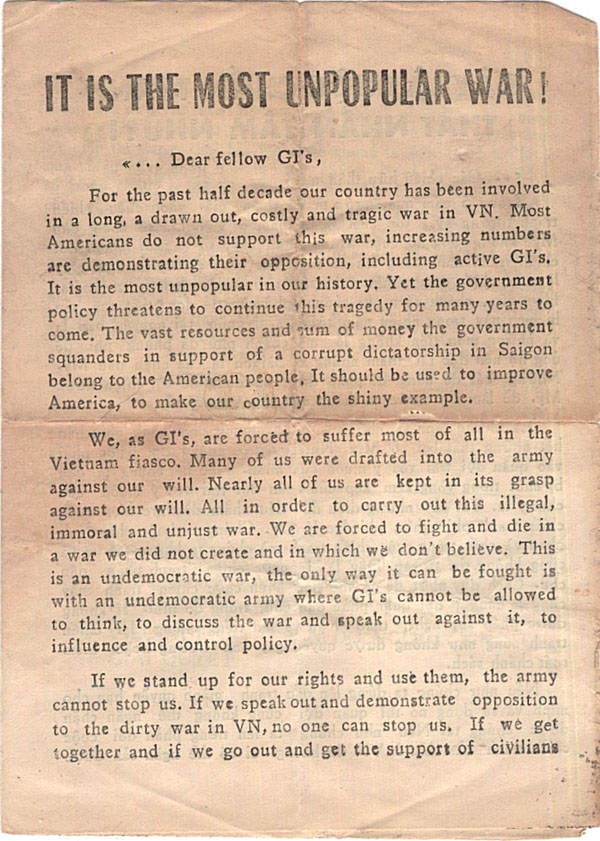 IT IS THE MOST UNPOPULAR WAR!
«... Dear fellow GI's,
For the past half decade our country has been involved
in a long, a drawn out, costly and tragic war in VN. Most
Americans do not support this war, increasing numbers
are demonstrating their opposition, including active GI's.
It is the most unpopular in our history. Yet the government
policy threatens to continue this tragedy for many years to
come. The vast resources and sum of money the government
squanders in support of a corrupt dictatorship in Saigon
belong to the American people. It should be used to improve
America, to make our country the shiny example.
We, as GI's, are forced to suffer most of all in the
Vietnam fiasco. Many of us were drafted into the army
against our will. Nearly all of us are kept in its grasp
against our will. All in order to carry out this illegal,
immoral and unjust war. We are forced to fight and die in
a war we did not create and in which we don't believe. This
is an undemocratic war, the only way it can be fought is
with an undemocratic army where GI's cannot be allowed
to think, to discuss the war and speak out against it, to
influence and control policy.
If we stand up for our rights and use them, the army
cannot stop us. If we speak out and demonstrate opposition
to the dirty war in VN, no one can stop us. If we get
together and if we go out and get the support of civilians